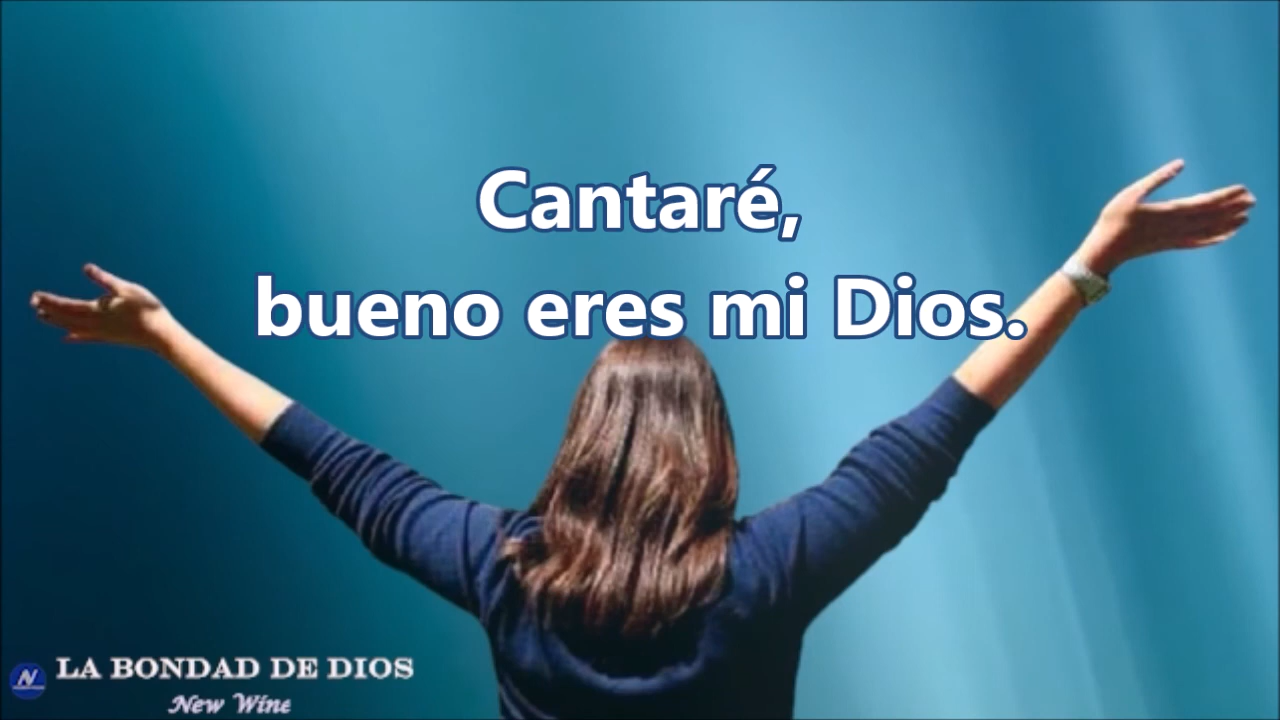 Cantaré,
bueno eres mi Dios.
N
LA BONDAD DE DIOS
New Wine